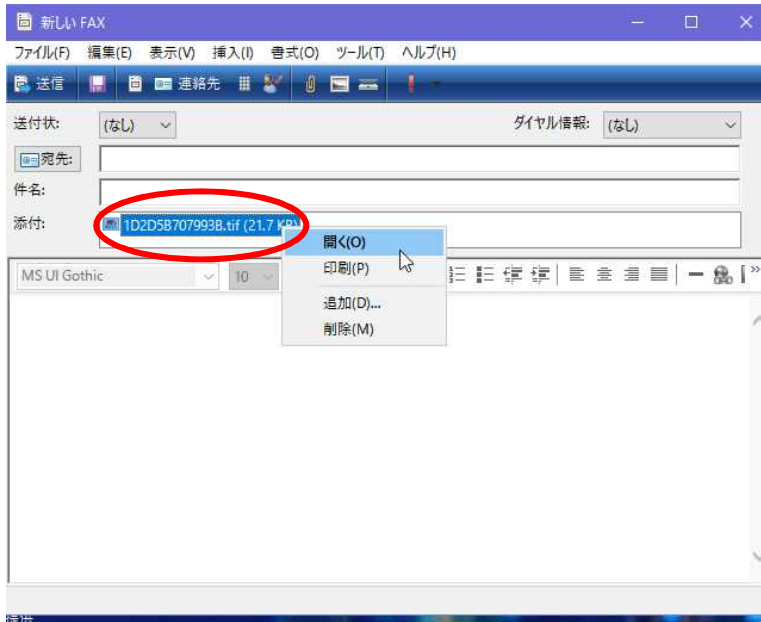 新しい FAX
ファイル(F) 編集(E) 表示(V) 挿入(I) 書式(O) ツール(T) ヘルプ(H)
送信 連絡先
送付状: (なし) ダイヤル情報: (なし)
宛先:
件名:
添付: 1D2D5B707993B.tif (21.7 KB)
開く(O)
MS UI Gothic 10 印刷(P)
追加(D)...
削除(M)